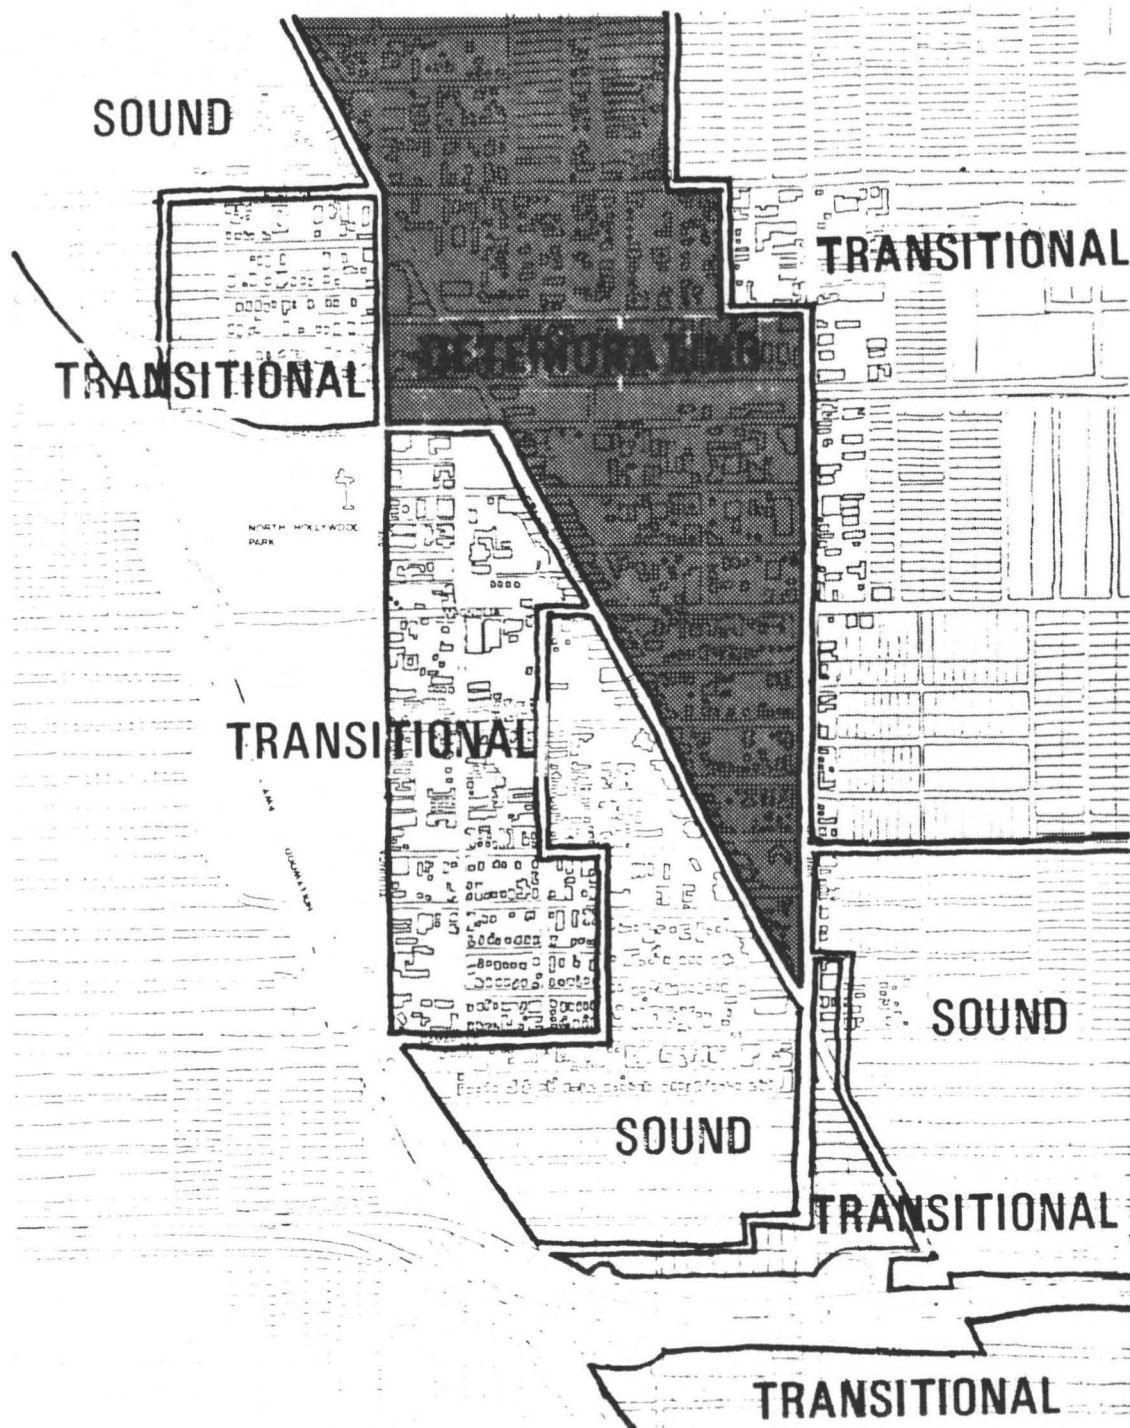 SOUND
TRANSITIONAL
DETERIORATING
TRANSITIONAL
NORTH HOLLYWOOD
PARK
TRANSITIONAL
SOUND
SOUND
TRANSITIONAL
TRANSITIONAL